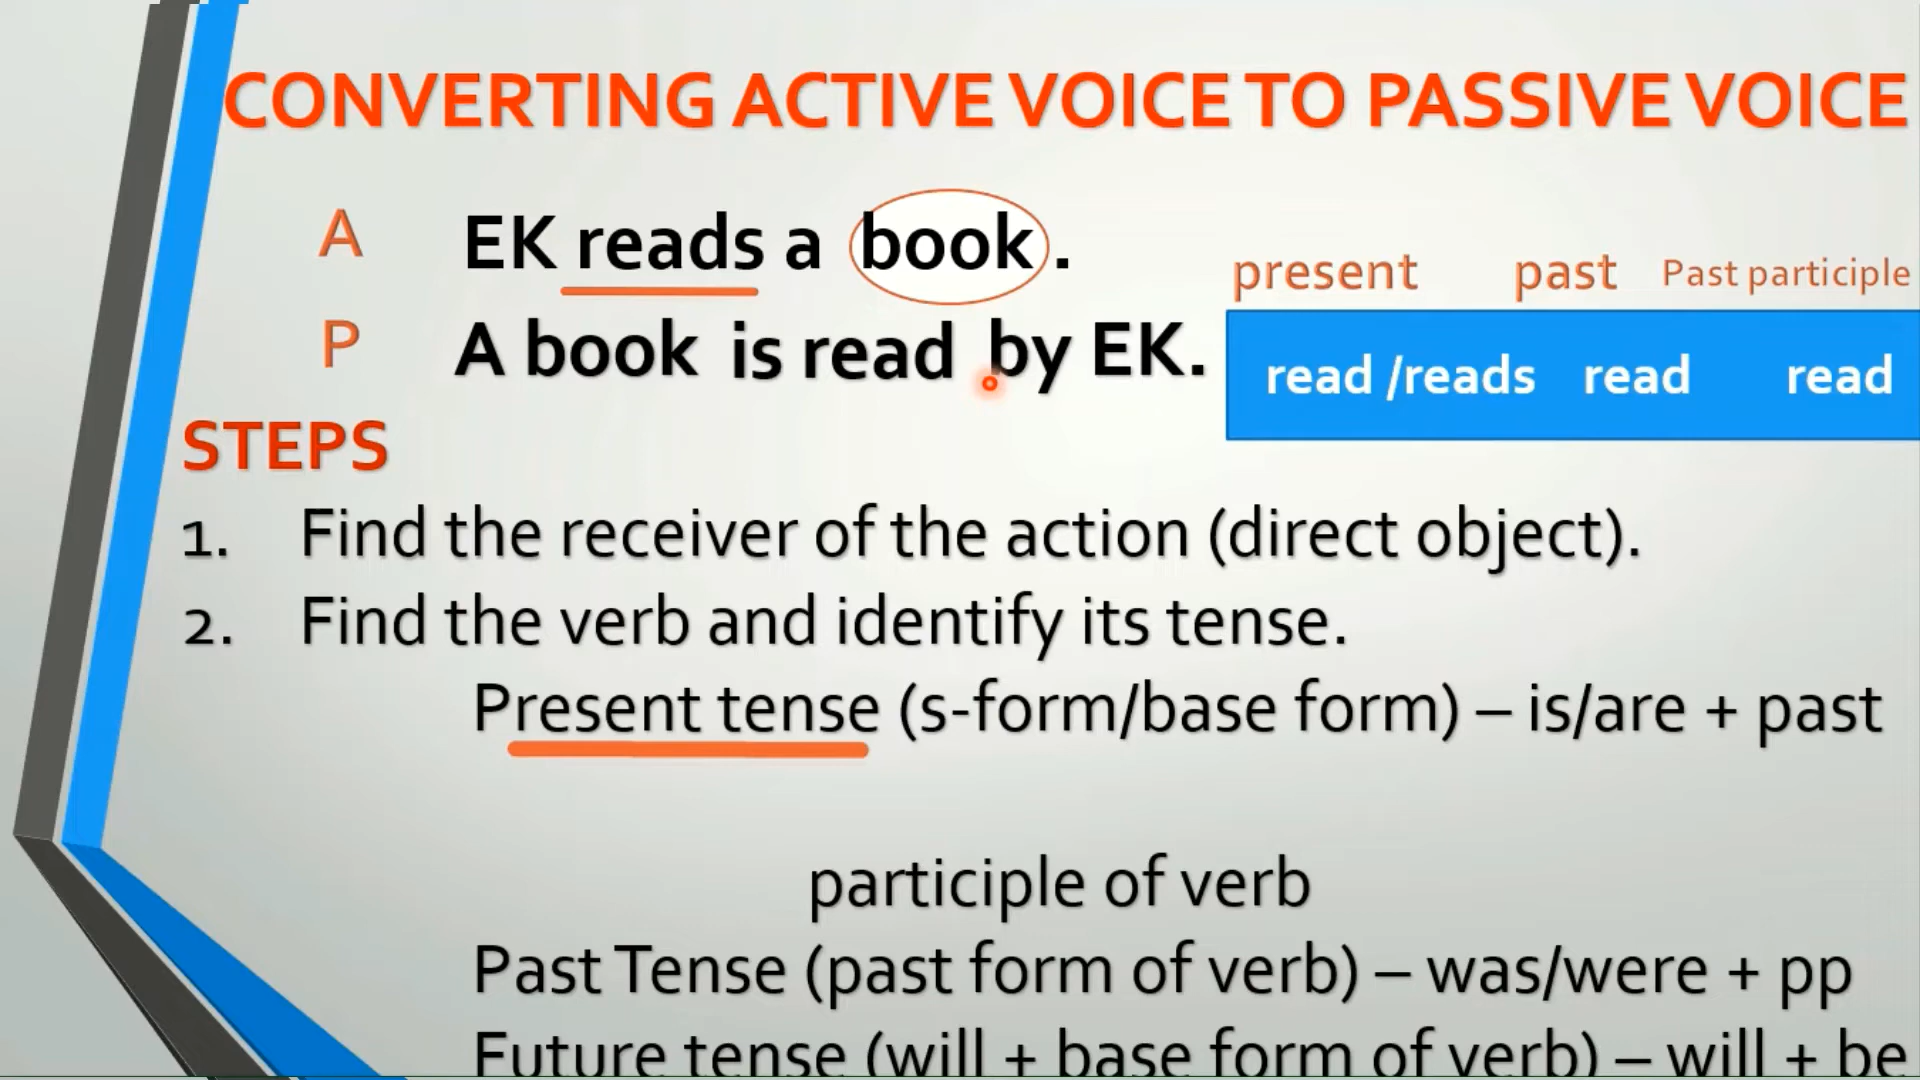 CONVERTING ACTIVE VOICE TO PASSIVE VOICE
A EK reads a book .
P A book is read by EK.
present past Past participle
read /reads read read
STEPS
1. Find the receiver of the action (direct object).
2. Find the verb and identify its tense.
Present tense (s-form/base form) – is/are + past
participle of verb
Past Tense (past form of verb) – was/were + pp
Future tense (will + base form of verb) – will + be